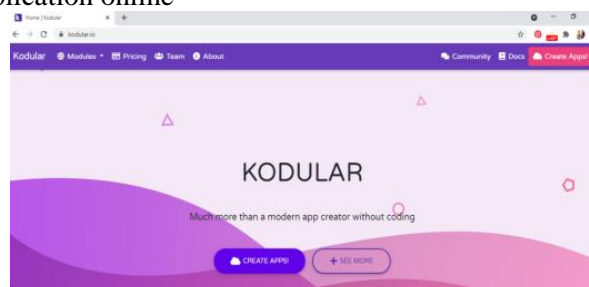 plication online
Home | Kodular
kodular.io
Kodular Modules Pricing Team About Community Docs Create Apps!
KODULAR
Much more than a modern app creator without coding
CREATE APPS! + SEE MORE